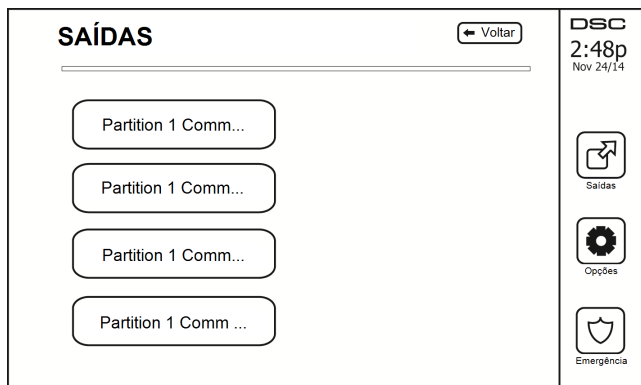 SAÍDAS
Voltar
Partition 1 Comm...
Partition 1 Comm...
Partition 1 Comm...
Partition 1 Comm ...
DSC
2:48p
Nov 24/14
Saídas
Opções
Emergência